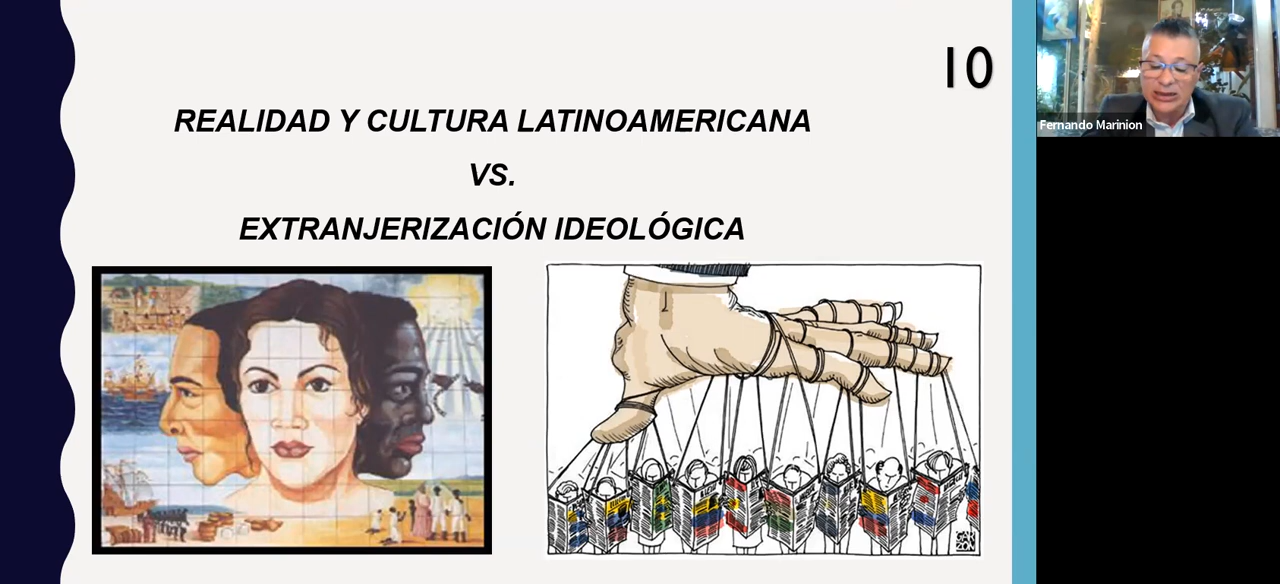 10
REALIDAD Y CULTURA LATINOAMERICANA
VS.
EXTRANJERIZACIÓN IDEOLÓGICA
Fernando Marinion